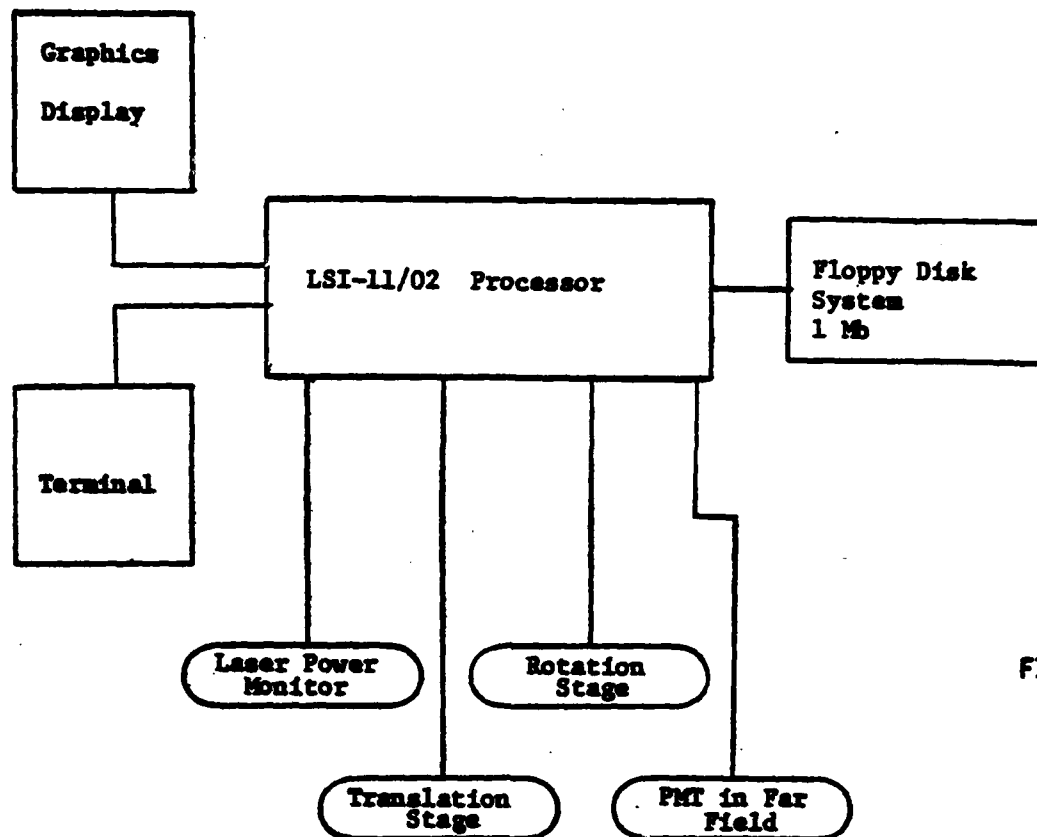 Graphics
Display
LSI-11/02 Processor
Floppy Disk
System
1 Mb
Terminal
Laser Power
Monitor
Rotation
Stage
Translation
Stage
PMT in Far
Field